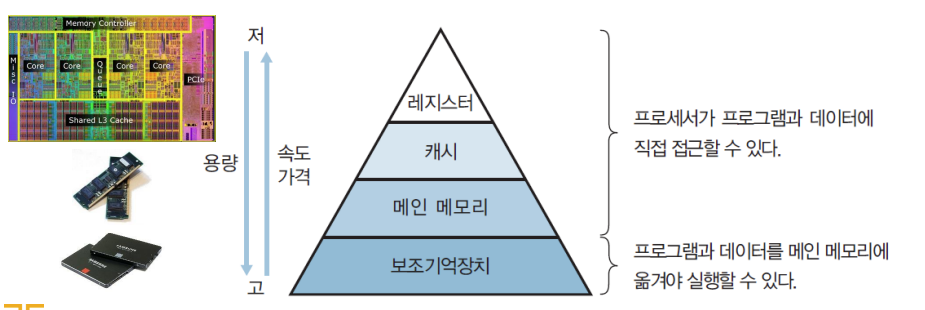 Memory Controller
Misc IO
Core
Core
Queue
Core
Core
PCIe
Shared L3 Cache
저
용량
속도
가격
고
레지스터
캐시
메인 메모리
보조기억장치
프로세서가 프로그램과 데이터에
직접 접근할 수 있다.
프로그램과 데이터를 메인 메모리에
옮겨야 실행할 수 있다.